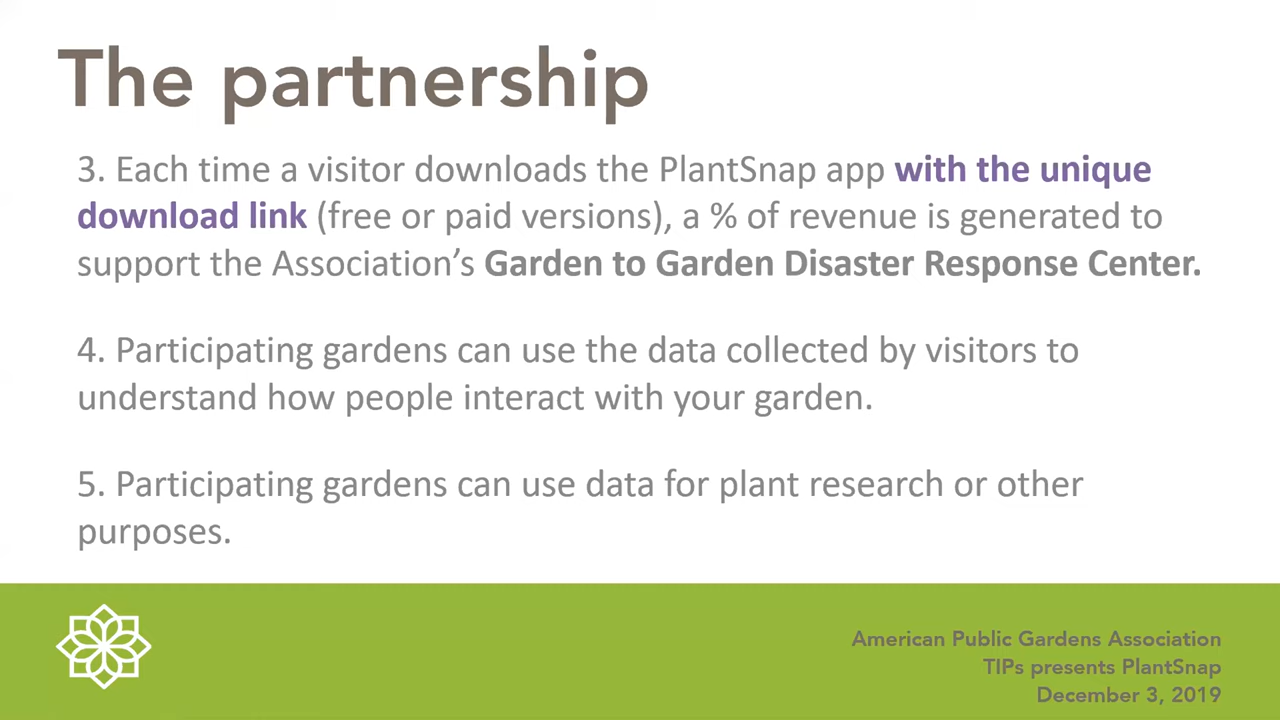 The partnership
3. Each time a visitor downloads the PlantSnap app with the unique
download link (free or paid versions), a % of revenue is generated to
support the Association’s Garden to Garden Disaster Response Center.
4. Participating gardens can use the data collected by visitors to
understand how people interact with your garden.
5. Participating gardens can use data for plant research or other
purposes.
American Public Gardens Association
TIPs presents PlantSnap
December 3, 2019